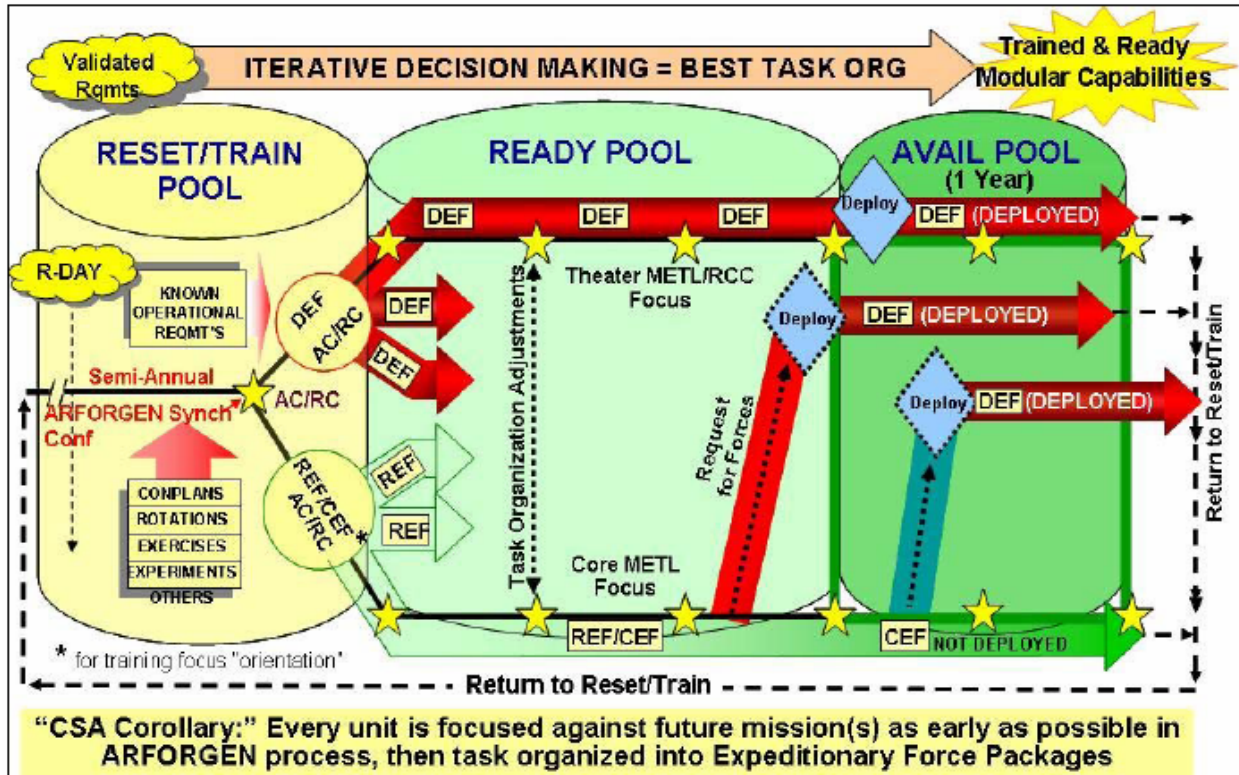 Validated
Rqmts
ITERATIVE DECISION MAKING = BEST TASK ORG
Trained & Ready
Modular Capabilities
RESET/TRAIN
POOL
READY POOL
AVAIL POOL
(1 Year)
R-DAY
KNOWN
OPERATIONAL
REQMT'S
DEF
AC/RC
DEF
DEF
DEF
Deploy
DEF (DEPLOYED)
DEF
DEF
Theater METL/RCC
Focus
Deploy
DEF (DEPLOYED)
Semi-Annual
ARFORGEN Synch
Conf
AC/RC
Deploy
DEF (DEPLOYED)
CONPLANS
ROTATIONS
EXERCISES
EXPERIMENTS
OTHERS
REF/CEF *
AC/RC
REF
REF
Task Organization Adjustments
Request
for Forces
Core METL
Focus
REF/CEF
CEF NOT DEPLOYED
Return to Reset/Train
* for training focus "orientation"
Return to Reset/Train
“CSA Corollary:” Every unit is focused against future mission(s) as early as possible in
ARFORGEN process, then task organized into Expeditionary Force Packages